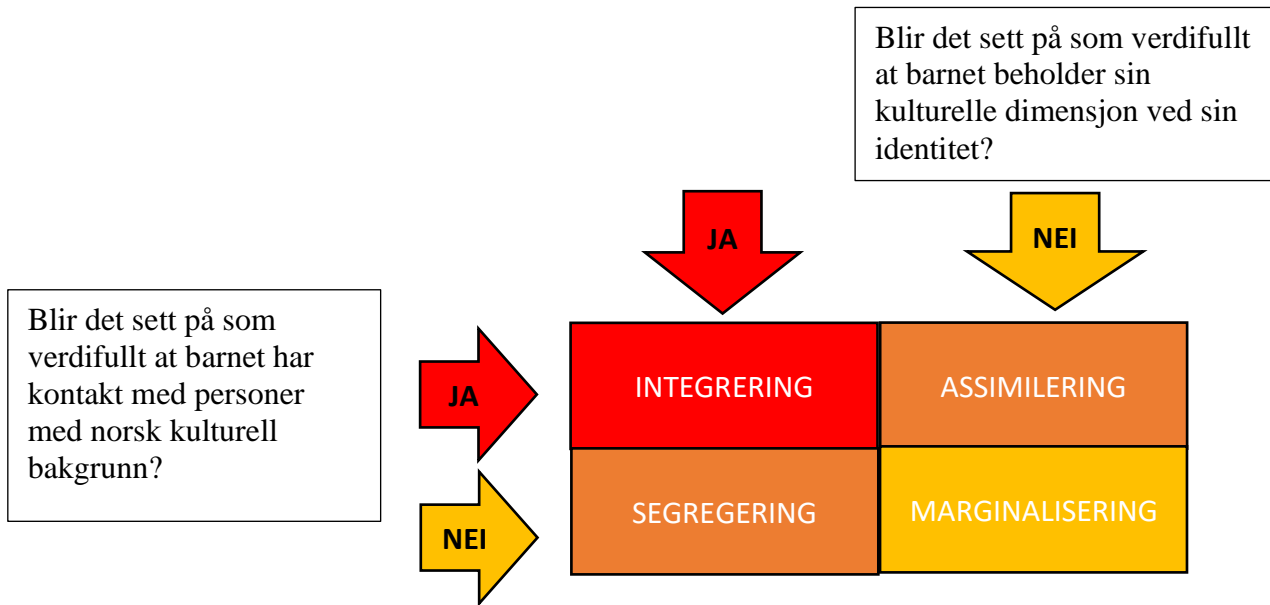 Blir det sett på som verdifullt
at barnet beholder sin
kulturelle dimensjon ved sin
identitet?
JA
NEI
Blir det sett på som
verdifullt at barnet har
kontakt med personer
med norsk kulturell
bakgrunn?
JA
INTEGRERING
ASSIMILERING
NEI
SEGREGERING
MARGINALISERING